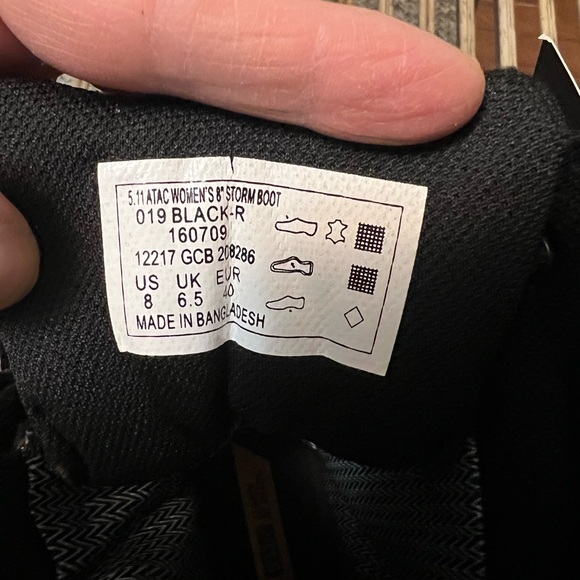 5.11 ATAC WOMEN'S 8" STORM BOOT
019 BLACK-R
160709
12217 GCB 208286
US UK EUR
8 6.5 40
MADE IN BANGLADESH